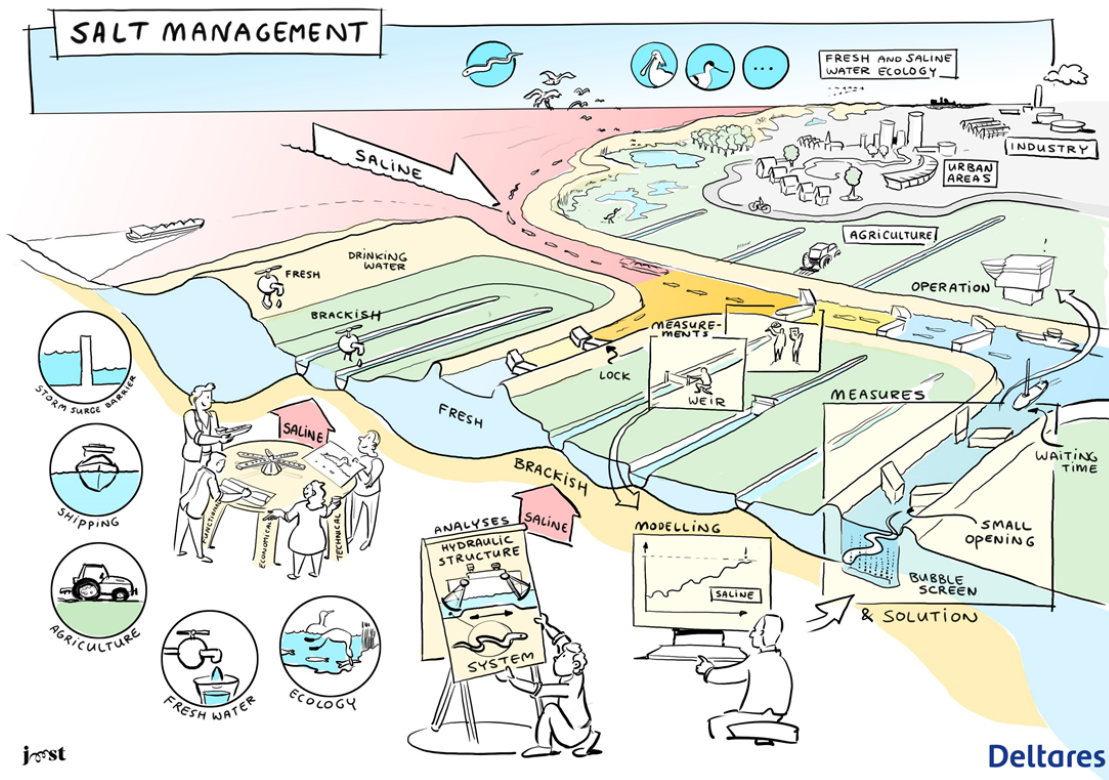 SALT MANAGEMENT
FRESH AND SALINE
WATER ECOLOGY
SALINE
INDUSTRY
URBAN
AREAS
AGRICULTURE
DRINKING
WATER
FRESH
BRACKISH
OPERATION
MEASURE-
MENTS
LOCK
WEIR
MEASURES
WAITING
TIME
FRESH
STORM SURGE BARRIER
SALINE
BRACKISH
SALINE
SHIPPING
FUNCTIONAL
ECONOMICAL
TECHNICAL
ANALYSES
HYDRAULIC
STRUCTURE
SYSTEM
MODELLING
SALINE
SMALL
OPENING
BUBBLE
SCREEN
& SOLUTION
AGRICULTURE
FRESH WATER
ECOLOGY
joost
Deltares